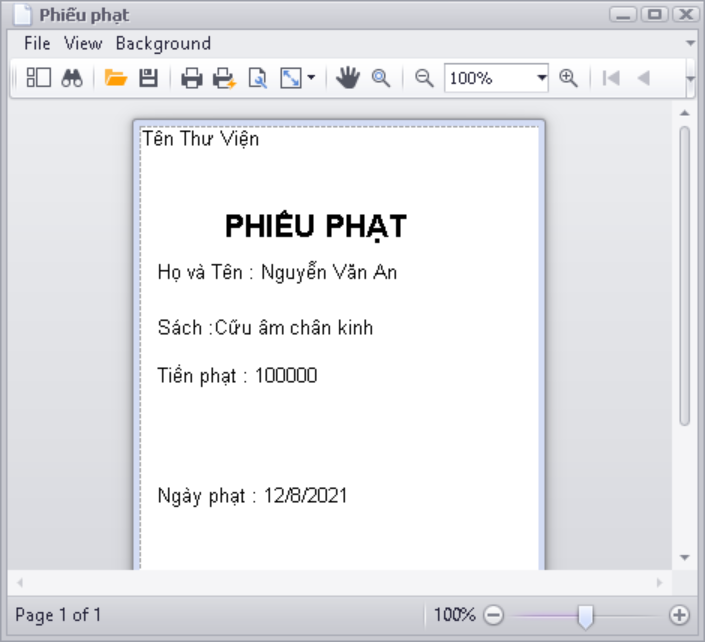 Phiếu phạt
File View Background
100%
Tên Thư Viện
PHIẾU PHẠT
Họ và Tên : Nguyễn Văn An
Sách :Cữu âm chân kinh
Tiền phạt : 100000
Ngày phạt : 12/8/2021
Page 1 of 1
100%